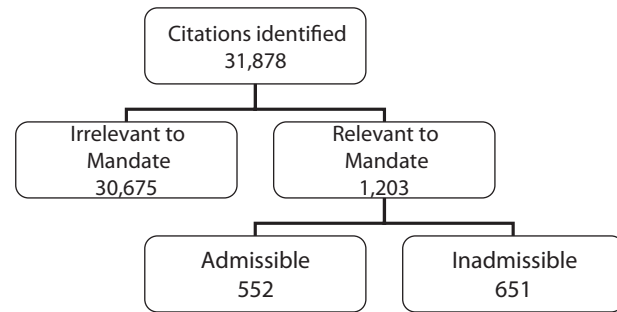 Citations identified
31,878
Irrelevant to
Mandate
30,675
Relevant to
Mandate
1,203
Admissible
552
Inadmissible
651